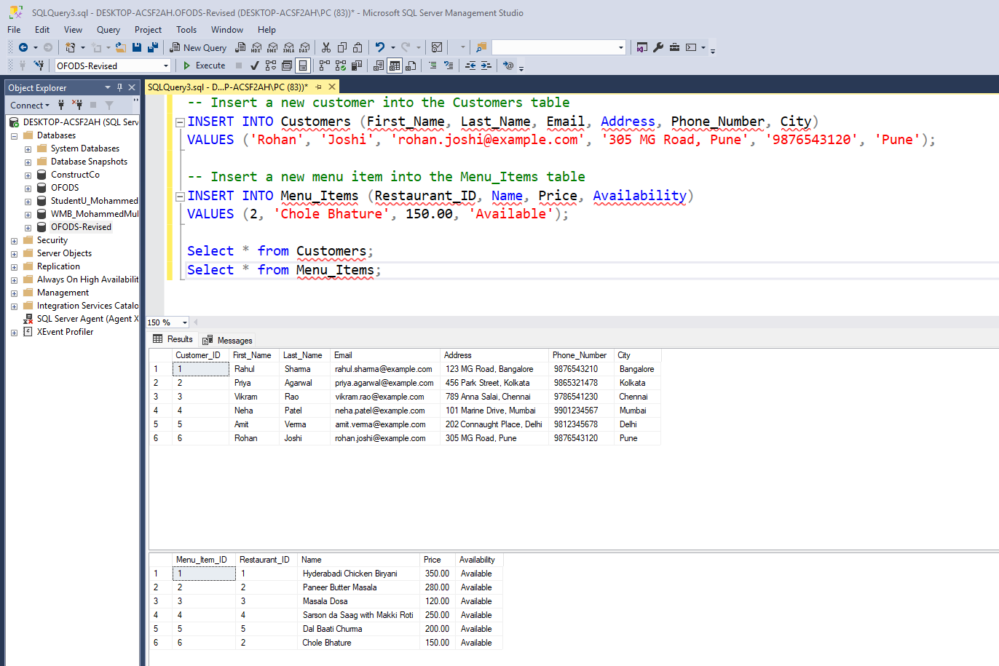 SQLQuery3.sql - DESKTOP-ACSF2AH.OFODS-Revised (DESKTOP-ACSF2AH\PC (83))* - Microsoft SQL Server Management Studio
File Edit View Query Project Tools Window Help
New Query MDX DMX XMLA DAX
OFODS-Revised Execute
Object Explorer
SQLQuery3.sql - D...P-ACSF2AH\PC (83))*
Connect
DESKTOP-ACSF2AH (SQL Serv
Databases
System Databases
Database Snapshots
ConstructCo
OFODS
StudentU_Mohammed
WMB_MohammedMul
OFODS-Revised
Security
Server Objects
Replication
Always On High Availabilit
Management
Integration Services Catalo
SQL Server Agent (Agent X
XEvent Profiler
-- Insert a new customer into the Customers table
INSERT INTO Customers (First_Name, Last_Name, Email, Address, Phone_Number, City)
VALUES ('Rohan', 'Joshi', 'rohan.joshi@example.com', '305 MG Road, Pune', '9876543120', 'Pune');
-- Insert a new menu item into the Menu_Items table
INSERT INTO Menu_Items (Restaurant_ID, Name, Price, Availability)
VALUES (2, 'Chole Bhature', 150.00, 'Available');
Select * from Customers;
Select * from Menu_Items;
150 %
Results Messages
Customer_ID First_Name Last_Name Email Address Phone_Number City
1 1 Rahul Sharma rahul.sharma@example.com 123 MG Road, Bangalore 9876543210 Bangalore
2 2 Priya Agarwal priya.agarwal@example.com 456 Park Street, Kolkata 9865321478 Kolkata
3 3 Vikram Rao vikram.rao@example.com 789 Anna Salai, Chennai 9786541230 Chennai
4 4 Neha Patel neha.patel@example.com 101 Marine Drive, Mumbai 9901234567 Mumbai
5 5 Amit Verma amit.verma@example.com 202 Connaught Place, Delhi 9812345678 Delhi
6 6 Rohan Joshi rohan.joshi@example.com 305 MG Road, Pune 9876543120 Pune
Menu_Item_ID Restaurant_ID Name Price Availability
1 1 1 Hyderabadi Chicken Biryani 350.00 Available
2 2 2 Paneer Butter Masala 280.00 Available
3 3 3 Masala Dosa 120.00 Available
4 4 4 Sarson da Saag with Makki Roti 250.00 Available
5 5 5 Dal Baati Churma 200.00 Available
6 6 2 Chole Bhature 150.00 Available